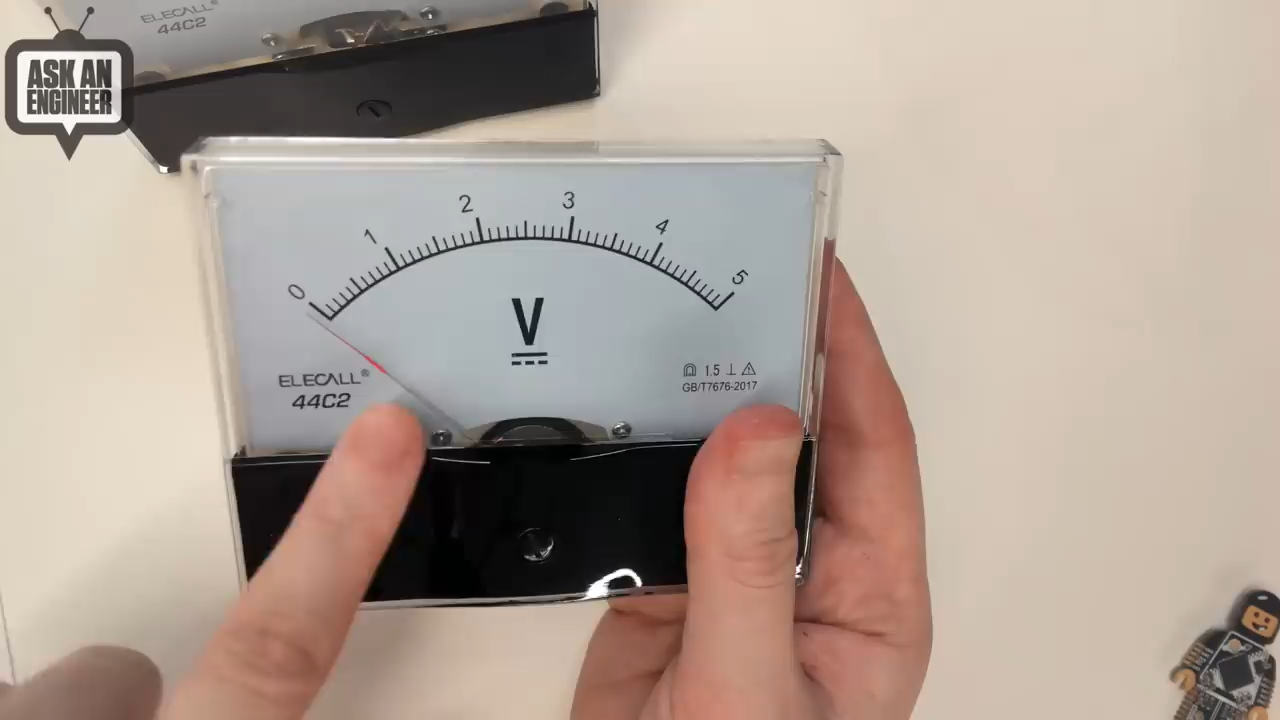 ELECALL
44C2
ASK AN
ENGINEER
0 1 2 3 4 5
V
ELECALL®
44C2
1.5
GB/T7676-2017